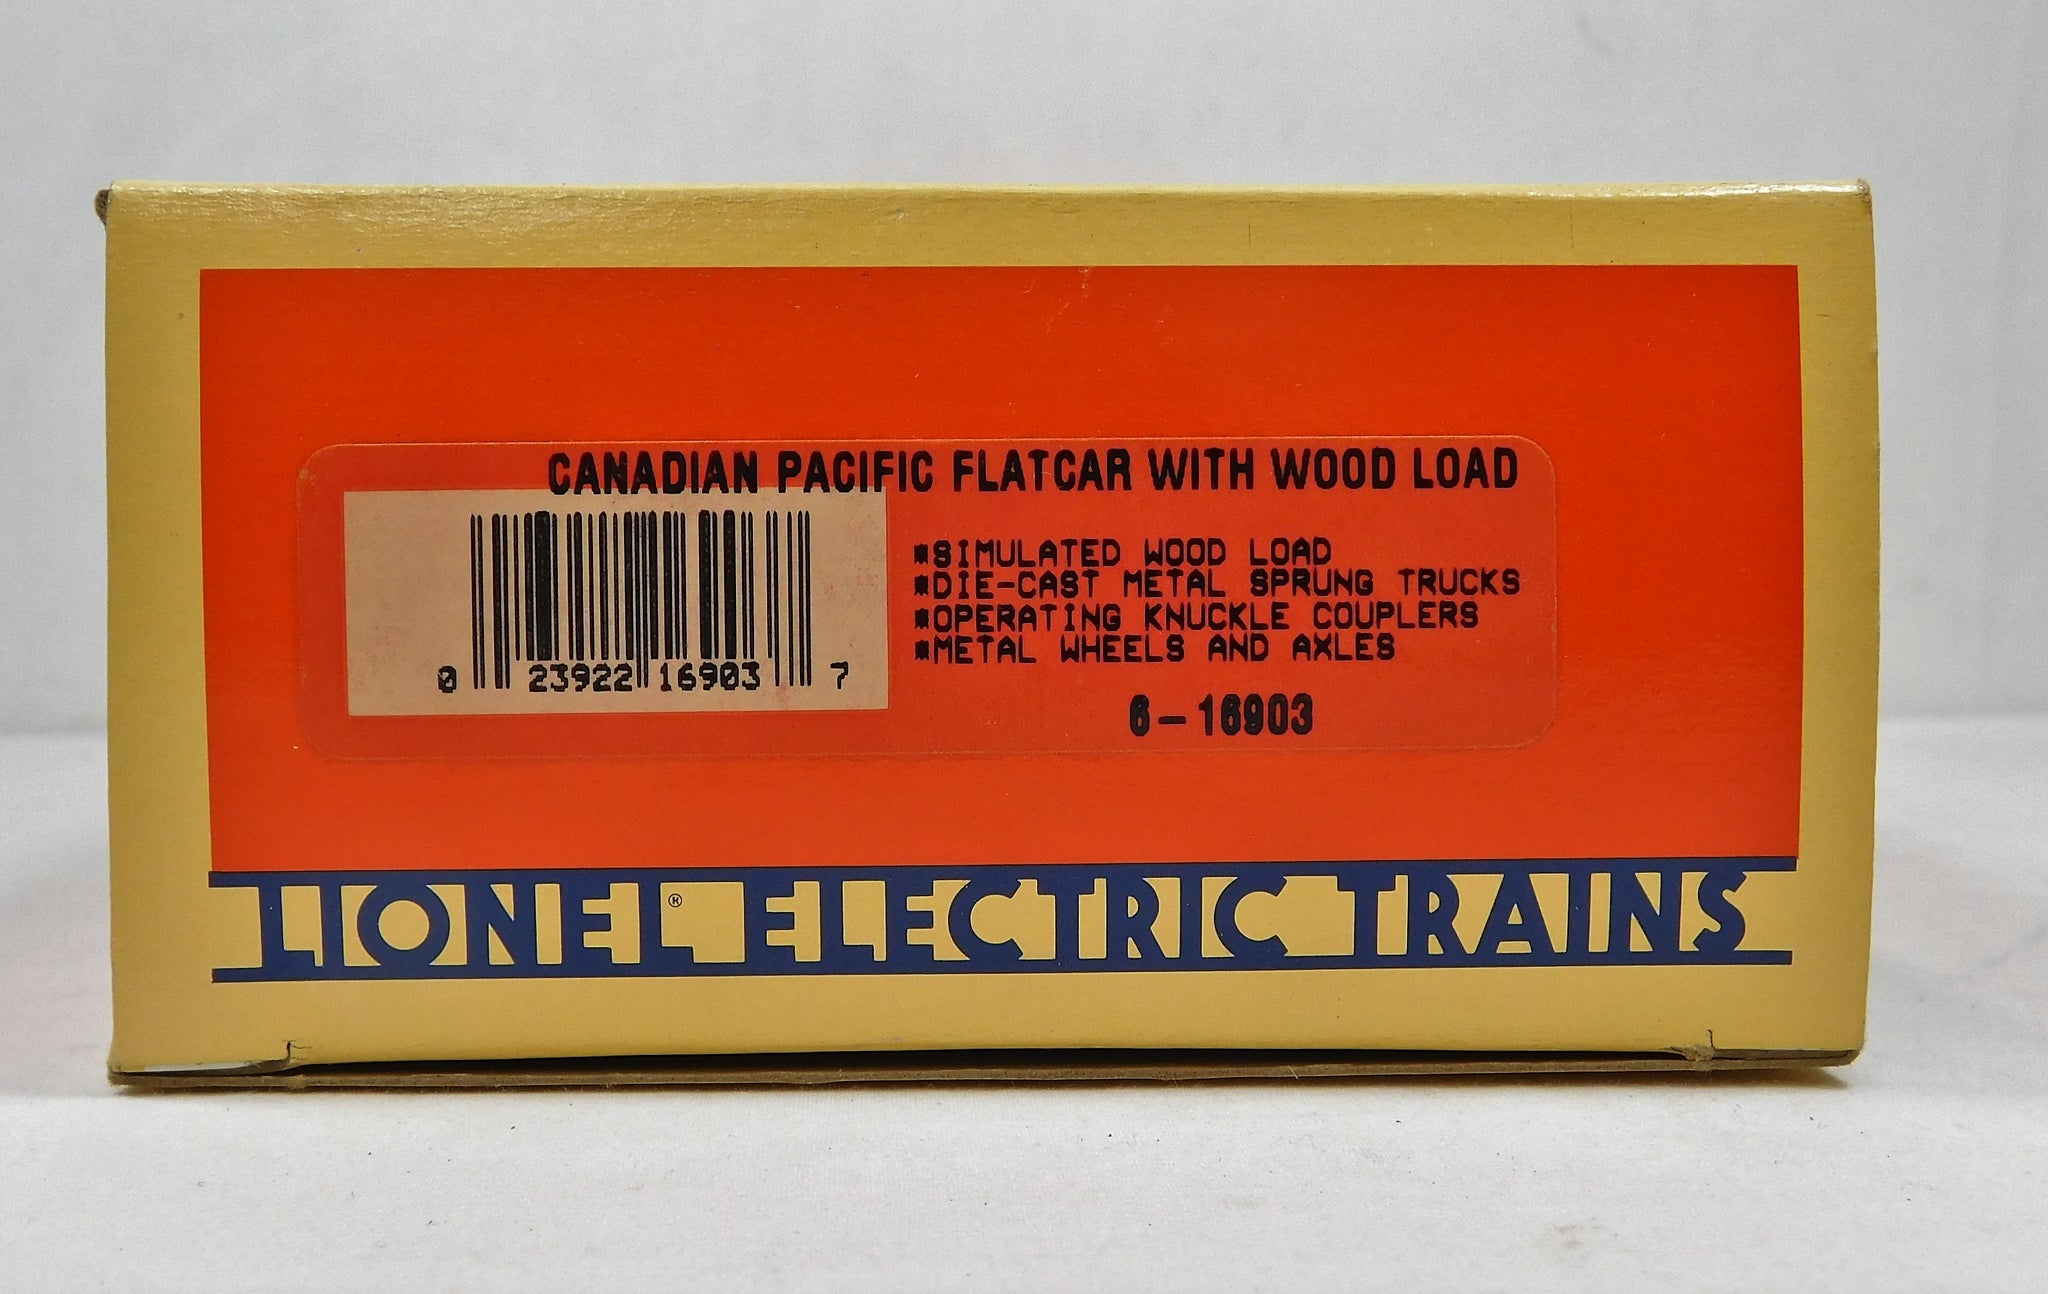 CANADIAN PACIFIC FLATCAR WITH WOOD LOAD
*SIMULATED WOOD LOAD
*DIE-CAST METAL SPRUNG TRUCKS
*OPERATING KNUCKLE COUPLERS
*METAL WHEELS AND AXLES
0 23922 16903 7
6-16903
LIONEL® ELECTRIC TRAINS